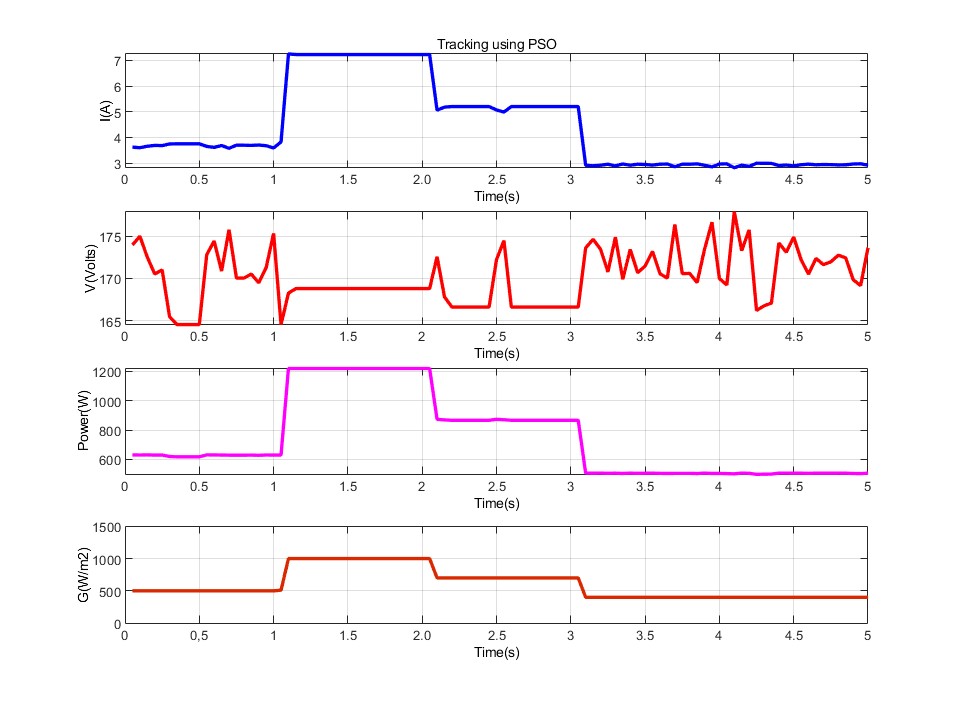 Tracking using PSO
7
6
5
4
3
I(A)
0 0.5 1 1.5 2.0 2.5 3 3.5 4 4.5 5
Time(s)
175
170
165
V(Volts)
0 0.5 1 1.5 2 2.5 3 3.5 4 4.5 5
Time(s)
1200
1000
800
600
Power(W)
0 0.5 1 1.5 2 2.5 3 3.5 4 4.5 5
Time(s)
1500
1000
500
0
G(W/m2)
0 0,5 1 1.5 2.0 2.5 3 3.5 4 4.5 5
Time(s)